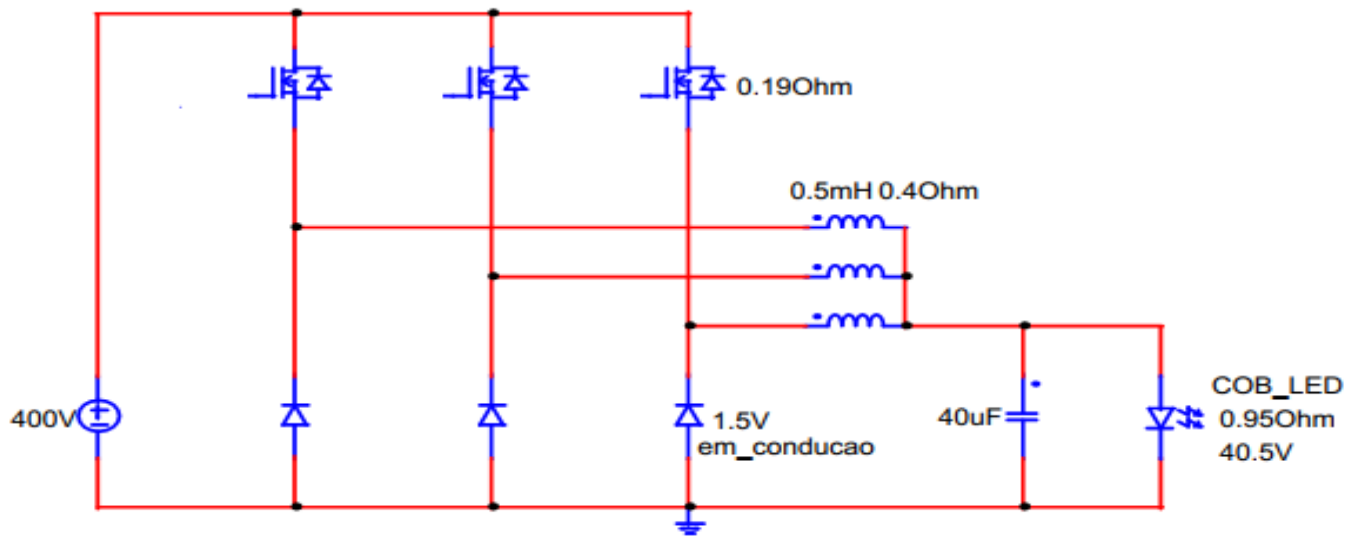 0.19Ohm
0.5mH 0.4Ohm
400V
1.5V
em_conducao
40uF
COB_LED
0.95Ohm
40.5V